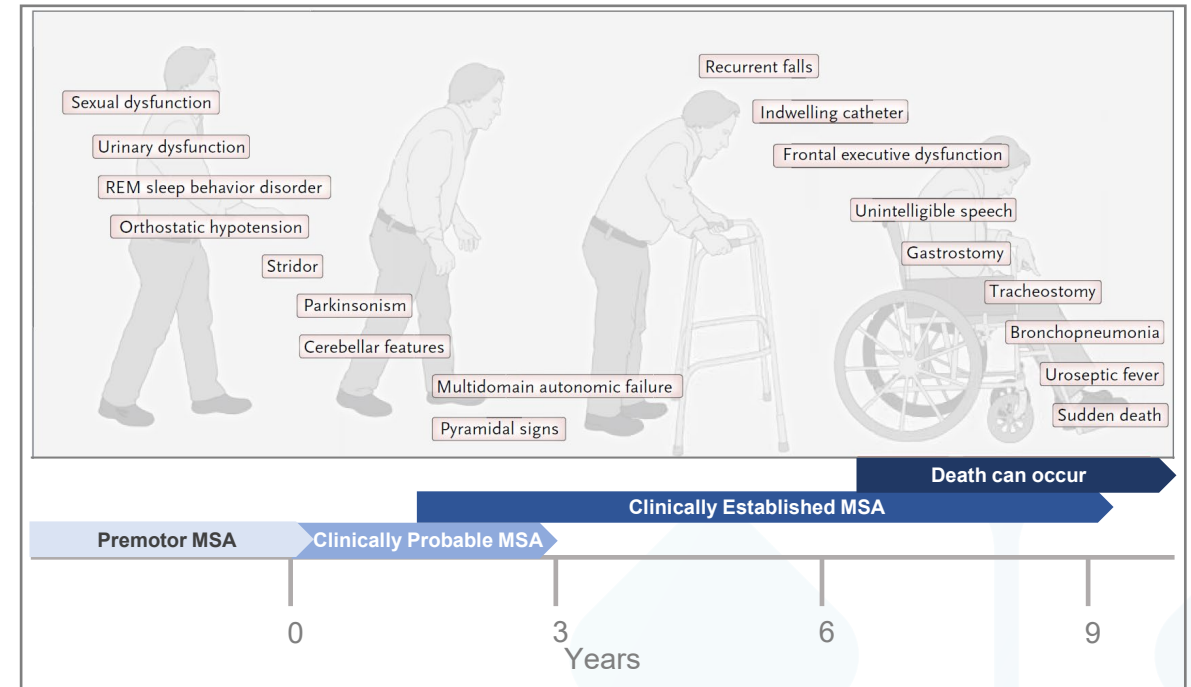 Sexual dysfunction
Urinary dysfunction
REM sleep behavior disorder
Orthostatic hypotension
Stridor
Parkinsonism
Cerebellar features
Multidomain autonomic failure
Pyramidal signs
Recurrent falls
Indwelling catheter
Frontal executive dysfunction
Unintelligible speech
Gastrostomy
Tracheostomy
Bronchopneumonia
Uroseptic fever
Sudden death
Death can occur
Clinically Established MSA
Premotor MSA
Clinically Probable MSA
0
3
6
9
Years